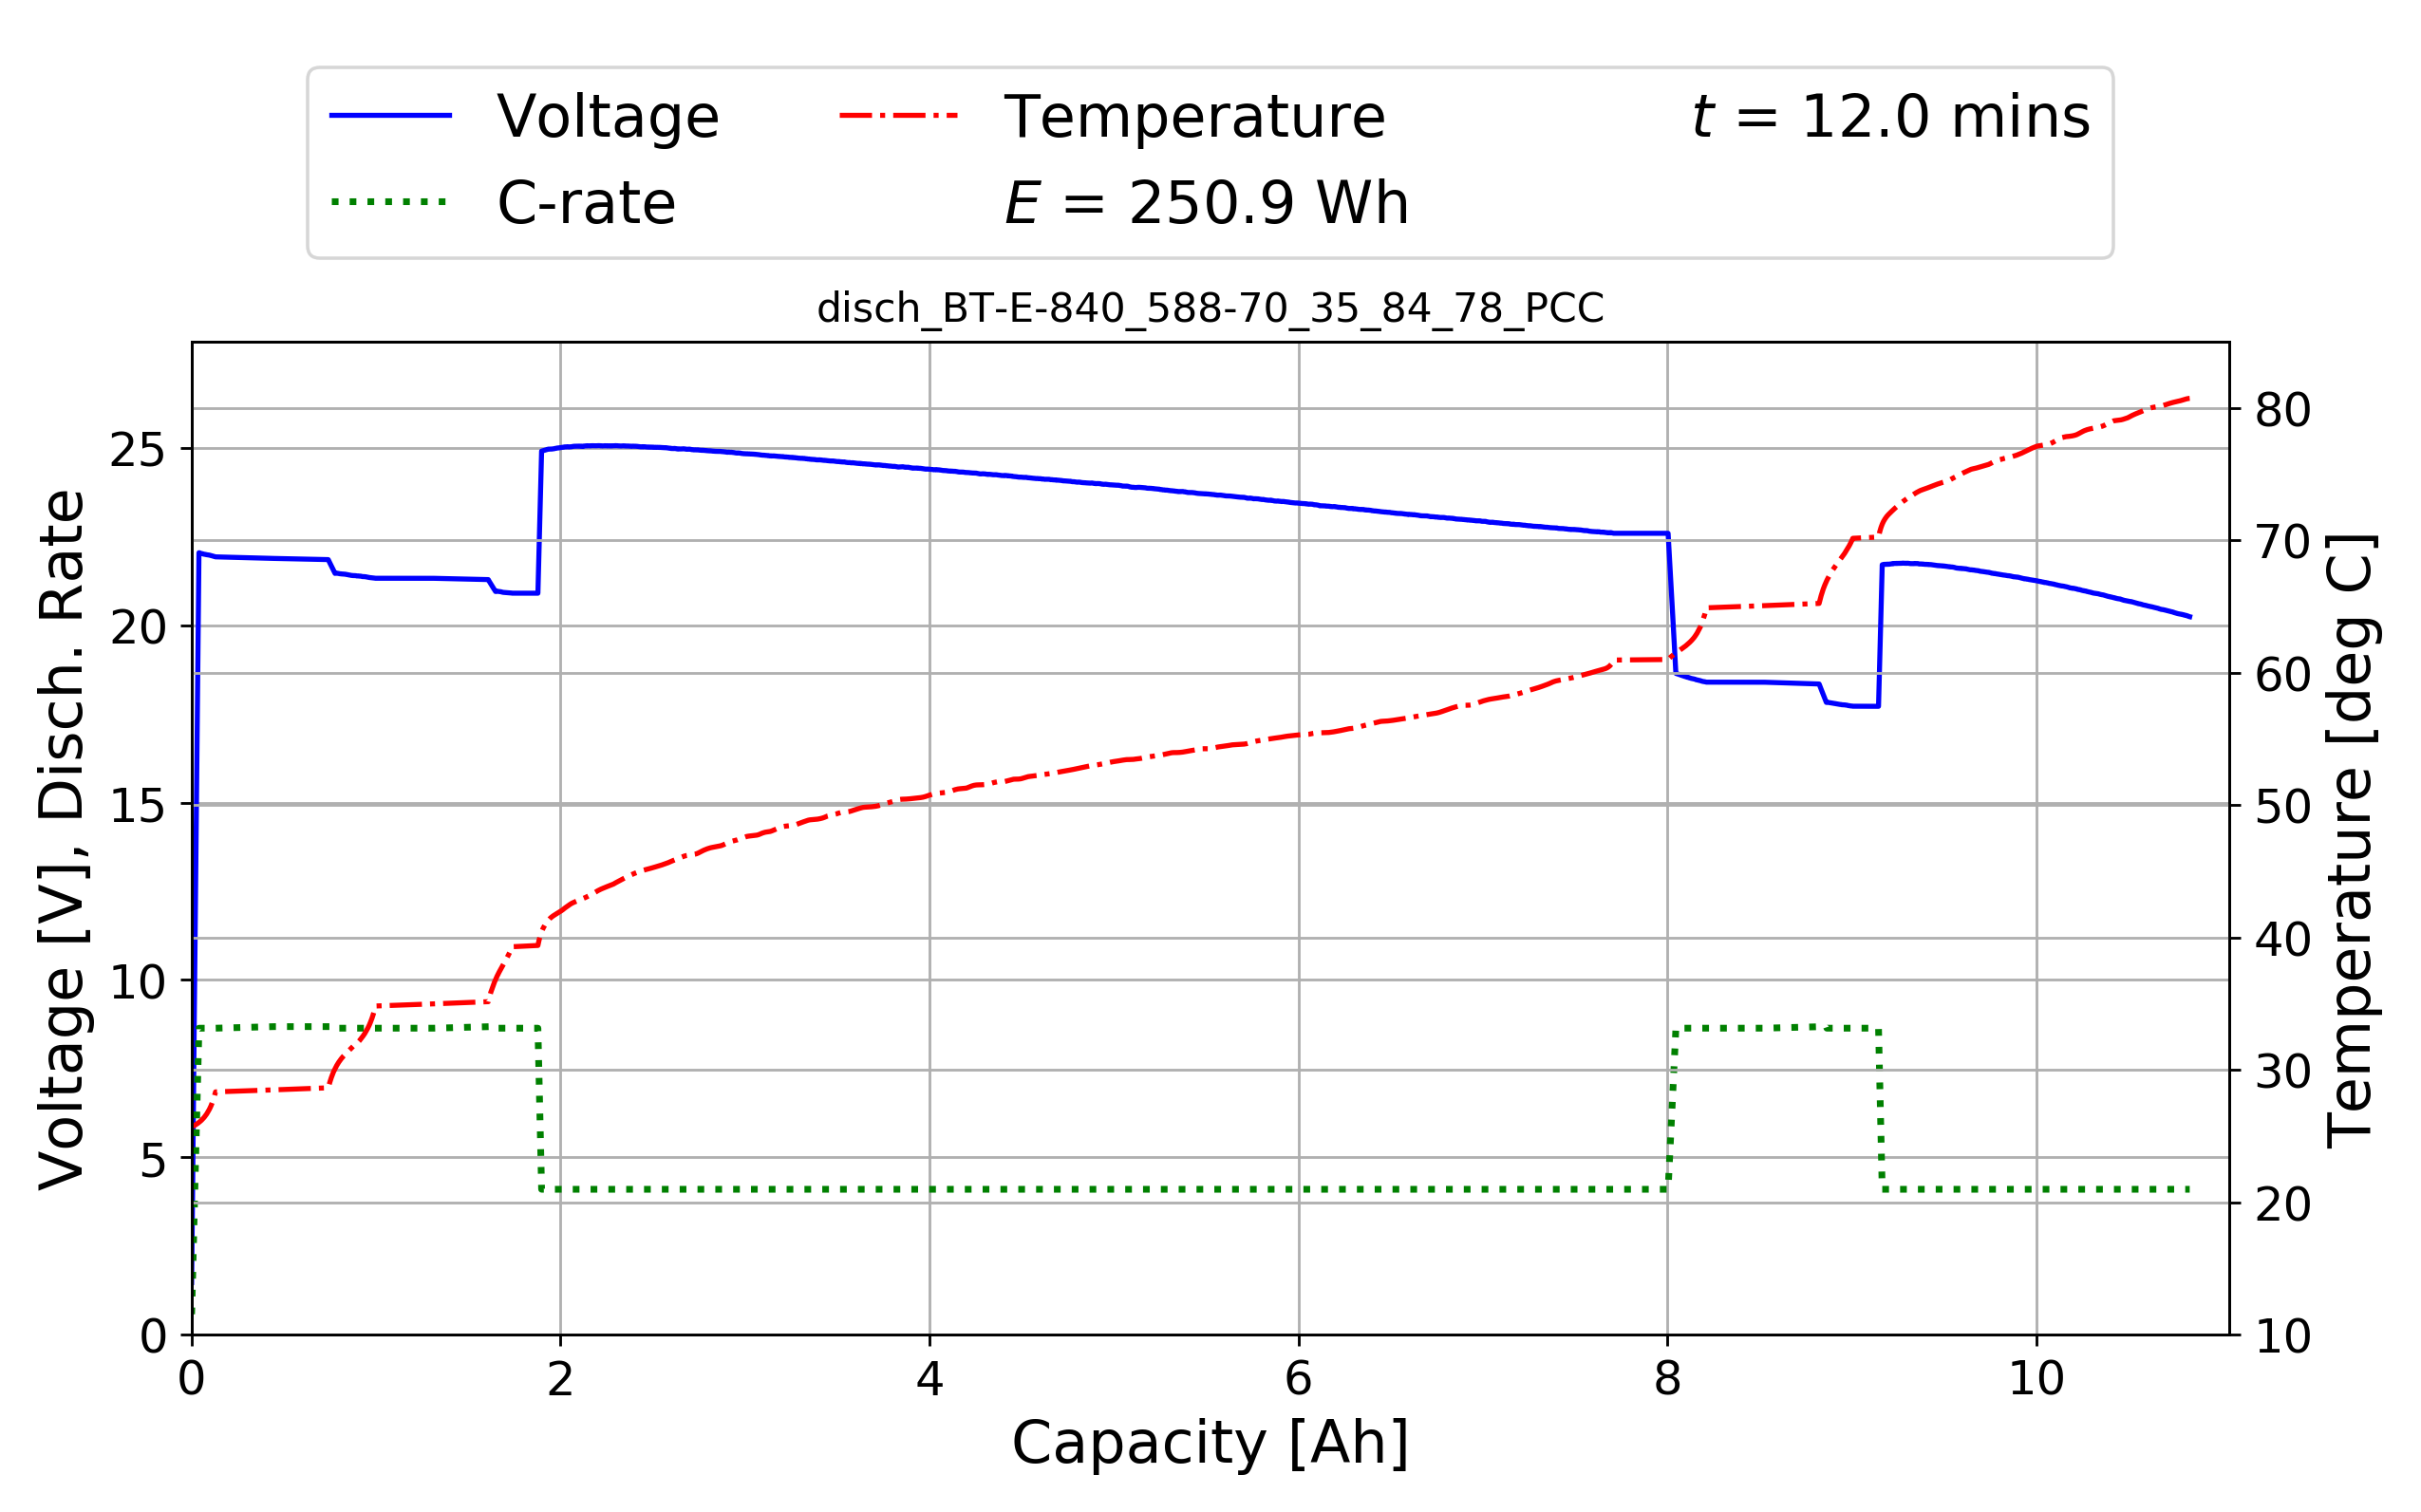 Voltage
C-rate
Temperature
E = 250.9 Wh
t = 12.0 mins
disch_BT-E-840_588-70_35_84_78_PCC
Voltage [V], Disch. Rate
25
20
15
10
5
0
0 2 4 6 8 10
Capacity [Ah]
80
70
60
50
40
30
20
10
Temperature [deg C]